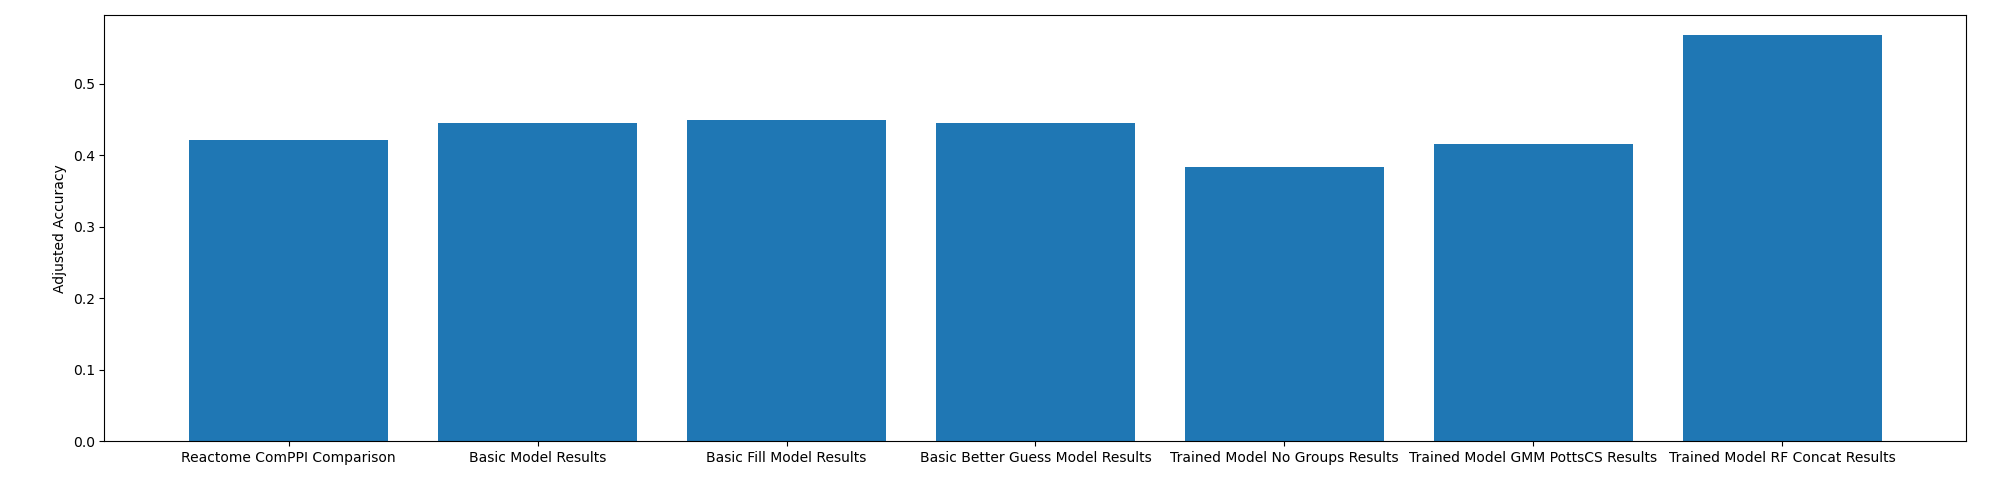 Adjusted Accuracy
0.5
0.4
0.3
0.2
0.1
0.0
Reactome ComPPI Comparison
Basic Model Results
Basic Fill Model Results
Basic Better Guess Model Results
Trained Model No Groups Results
Trained Model GMM PottsCS Results
Trained Model RF Concat Results